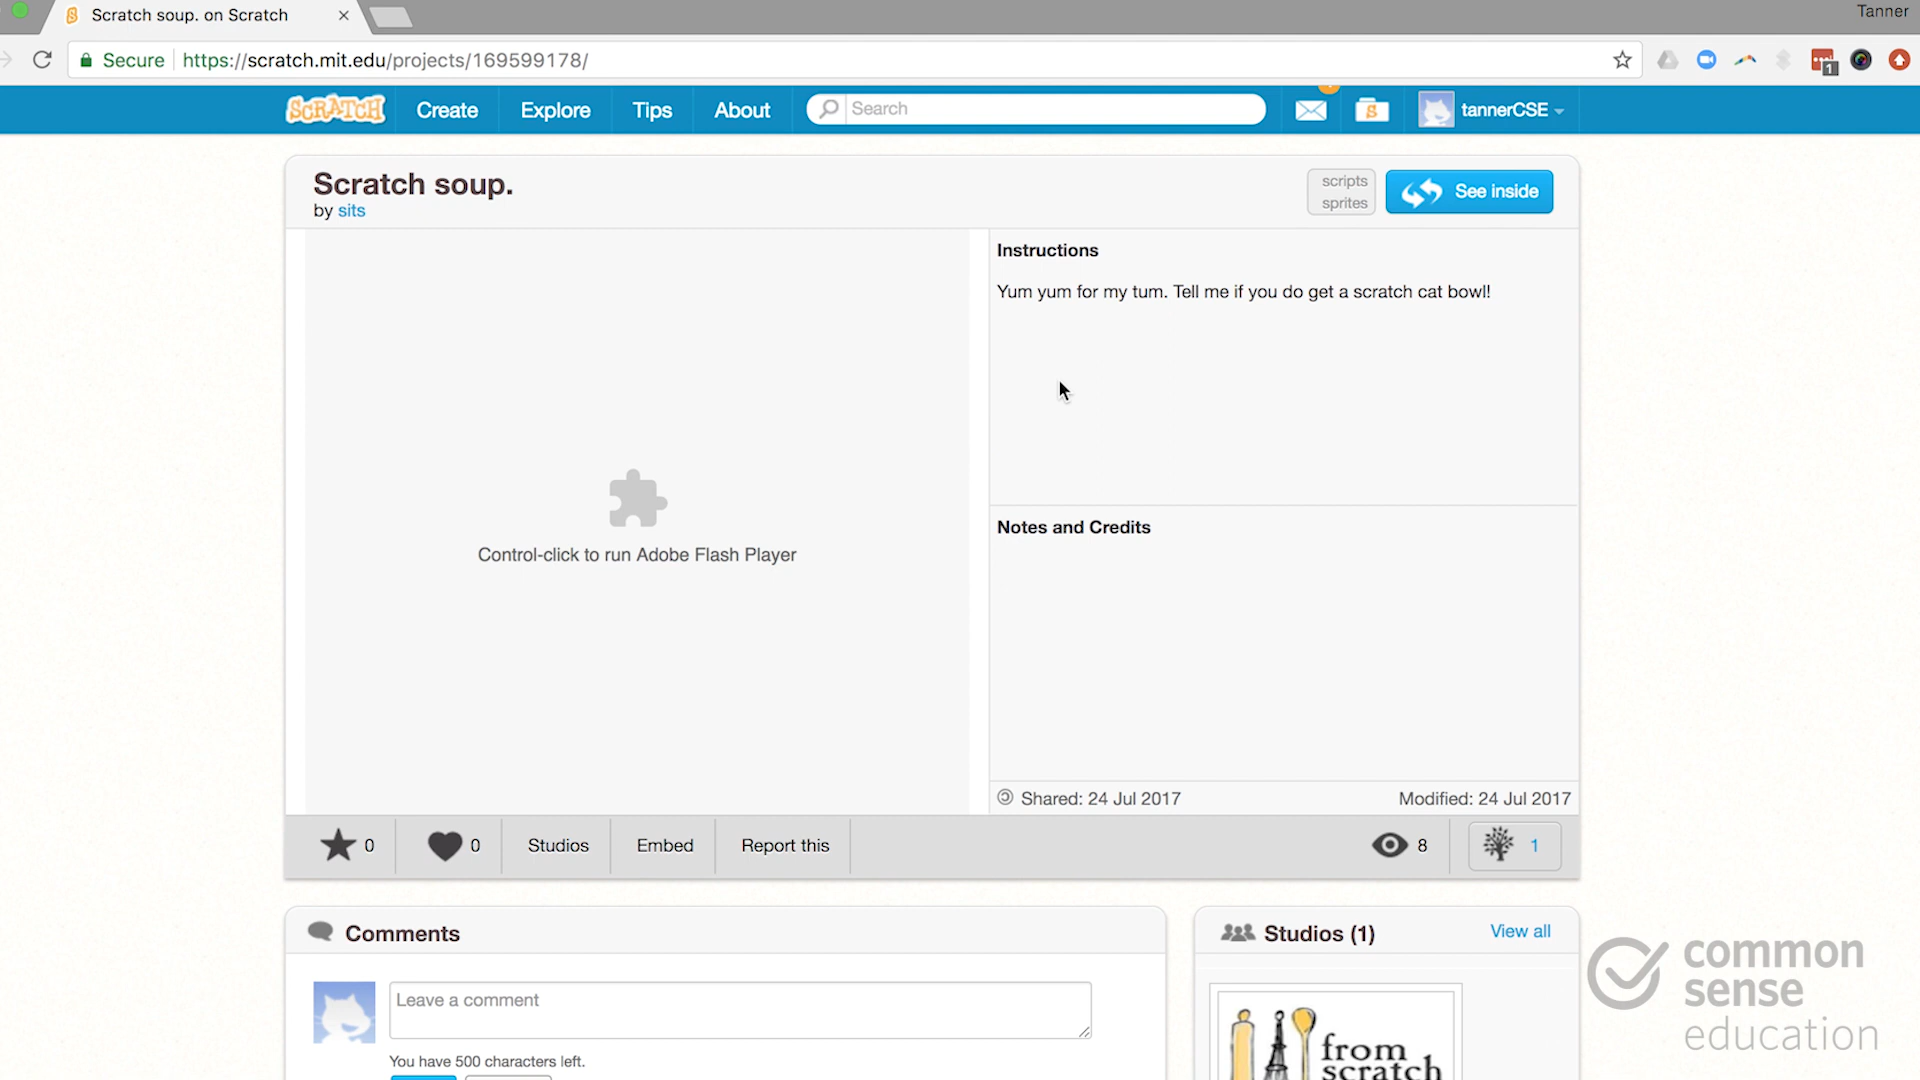 Scratch soup. on Scratch
Tanner
Secure
https://scratch.mit.edu/projects/169599178/
1
SCRATCH
Create
Explore
Tips
About
Search
S
tannerCSE
Scratch soup.
by sits
scripts
sprites
See inside
Control-click to run Adobe Flash Player
Instructions
Yum yum for my tum. Tell me if you do get a scratch cat bowl!
Notes and Credits
Shared: 24 Jul 2017
Modified: 24 Jul 2017
0
0
Studios
Embed
Report this
8
1
Comments
Leave a comment
You have 500 characters left.
Studios (1)
View all
from
scratch
common
sense
education